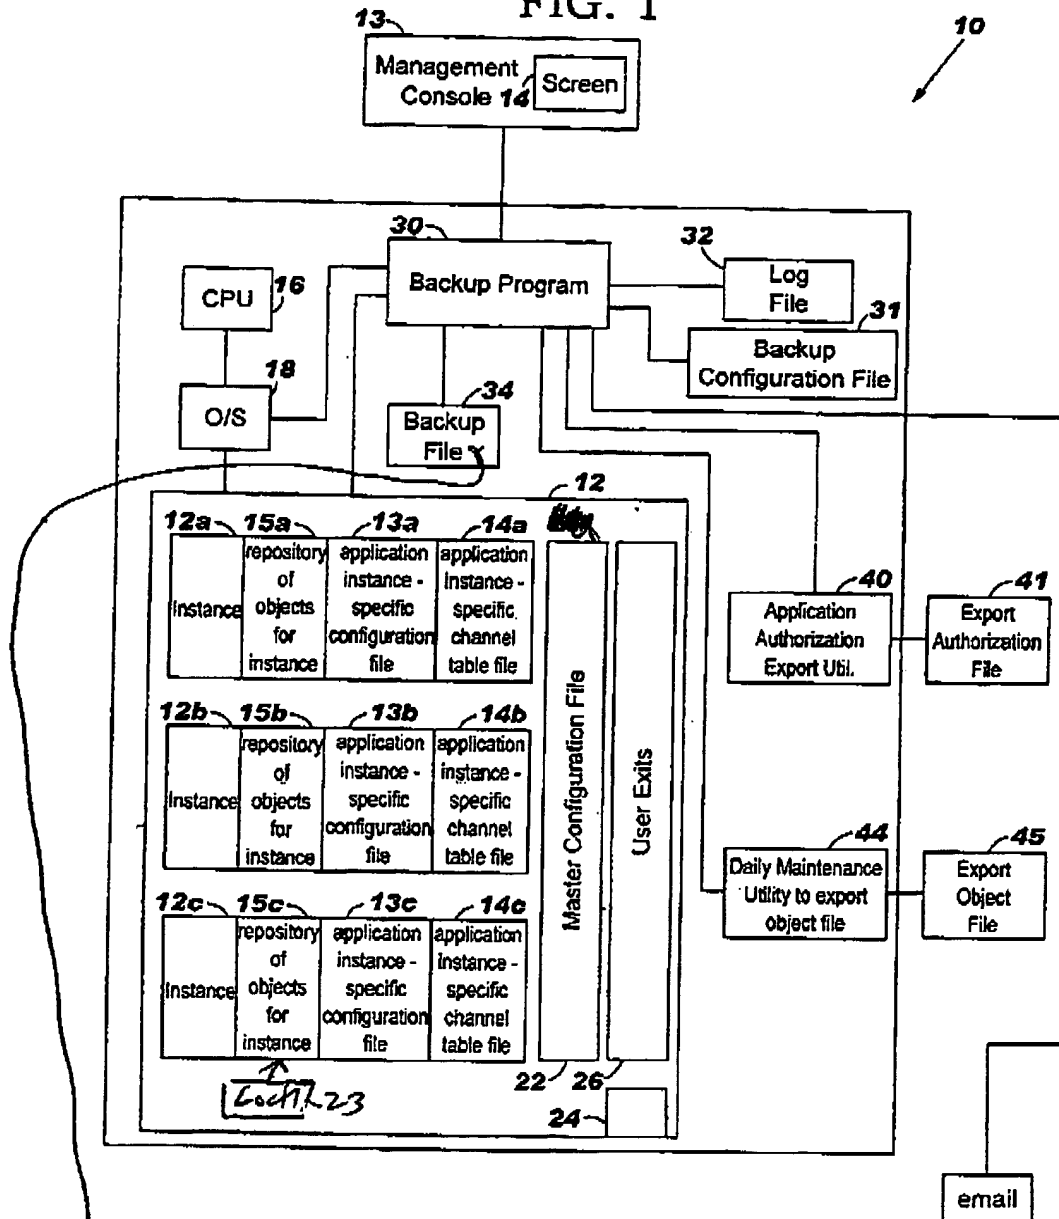 FIG. 1
13
10
Management
Console 14
Screen
30
Backup Program
32
Log
File
CPU
16
31
Backup
Configuration File
18
O/S
34
Backup
File
12
12a 15a 13a 14a
Instance
repository
of
objects
for
instance
application
instance -
specific
configuration
file
application
instance -
specific
channel
table file
12b 15b 13b 14b
Instance
repository
of
objects
for
instance
application
instance -
specific
configuration
file
application
instance -
specific
channel
table file
12c 15c 13c 14c
Instance
repository
of
objects
for
instance
application
instance -
specific
configuration
file
application
instance -
specific
channel
table file
Master Configuration File
User Exits
22
26
23
24
40
Application
Authorization
Export Util.
41
Export
Authorization
File
44
Daily Maintenance
Utility to export
object file
45
Export
Object
File
email